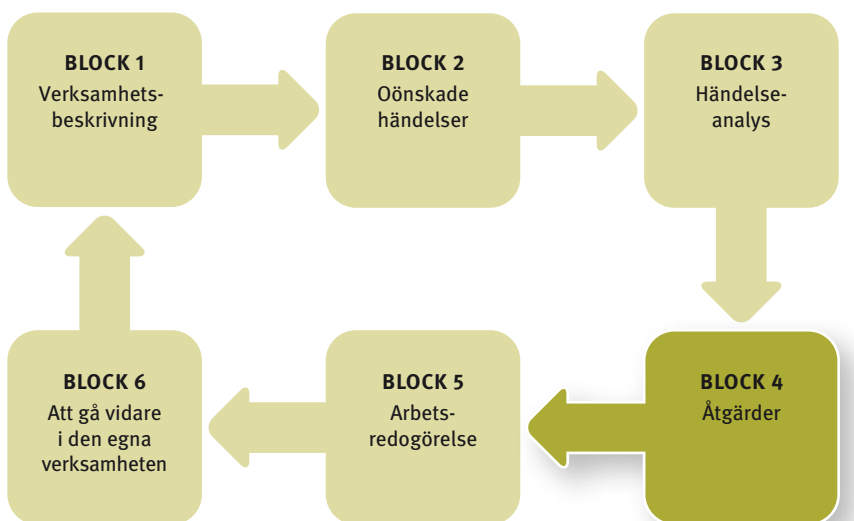 BLOCK 1
Verksamhets-
beskrivning
BLOCK 2
Oönskade
händelser
BLOCK 3
Händelse-
analys
BLOCK 4
Åtgärder
BLOCK 5
Arbets-
redogörelse
BLOCK 6
Att gå vidare
i den egna
verksamheten